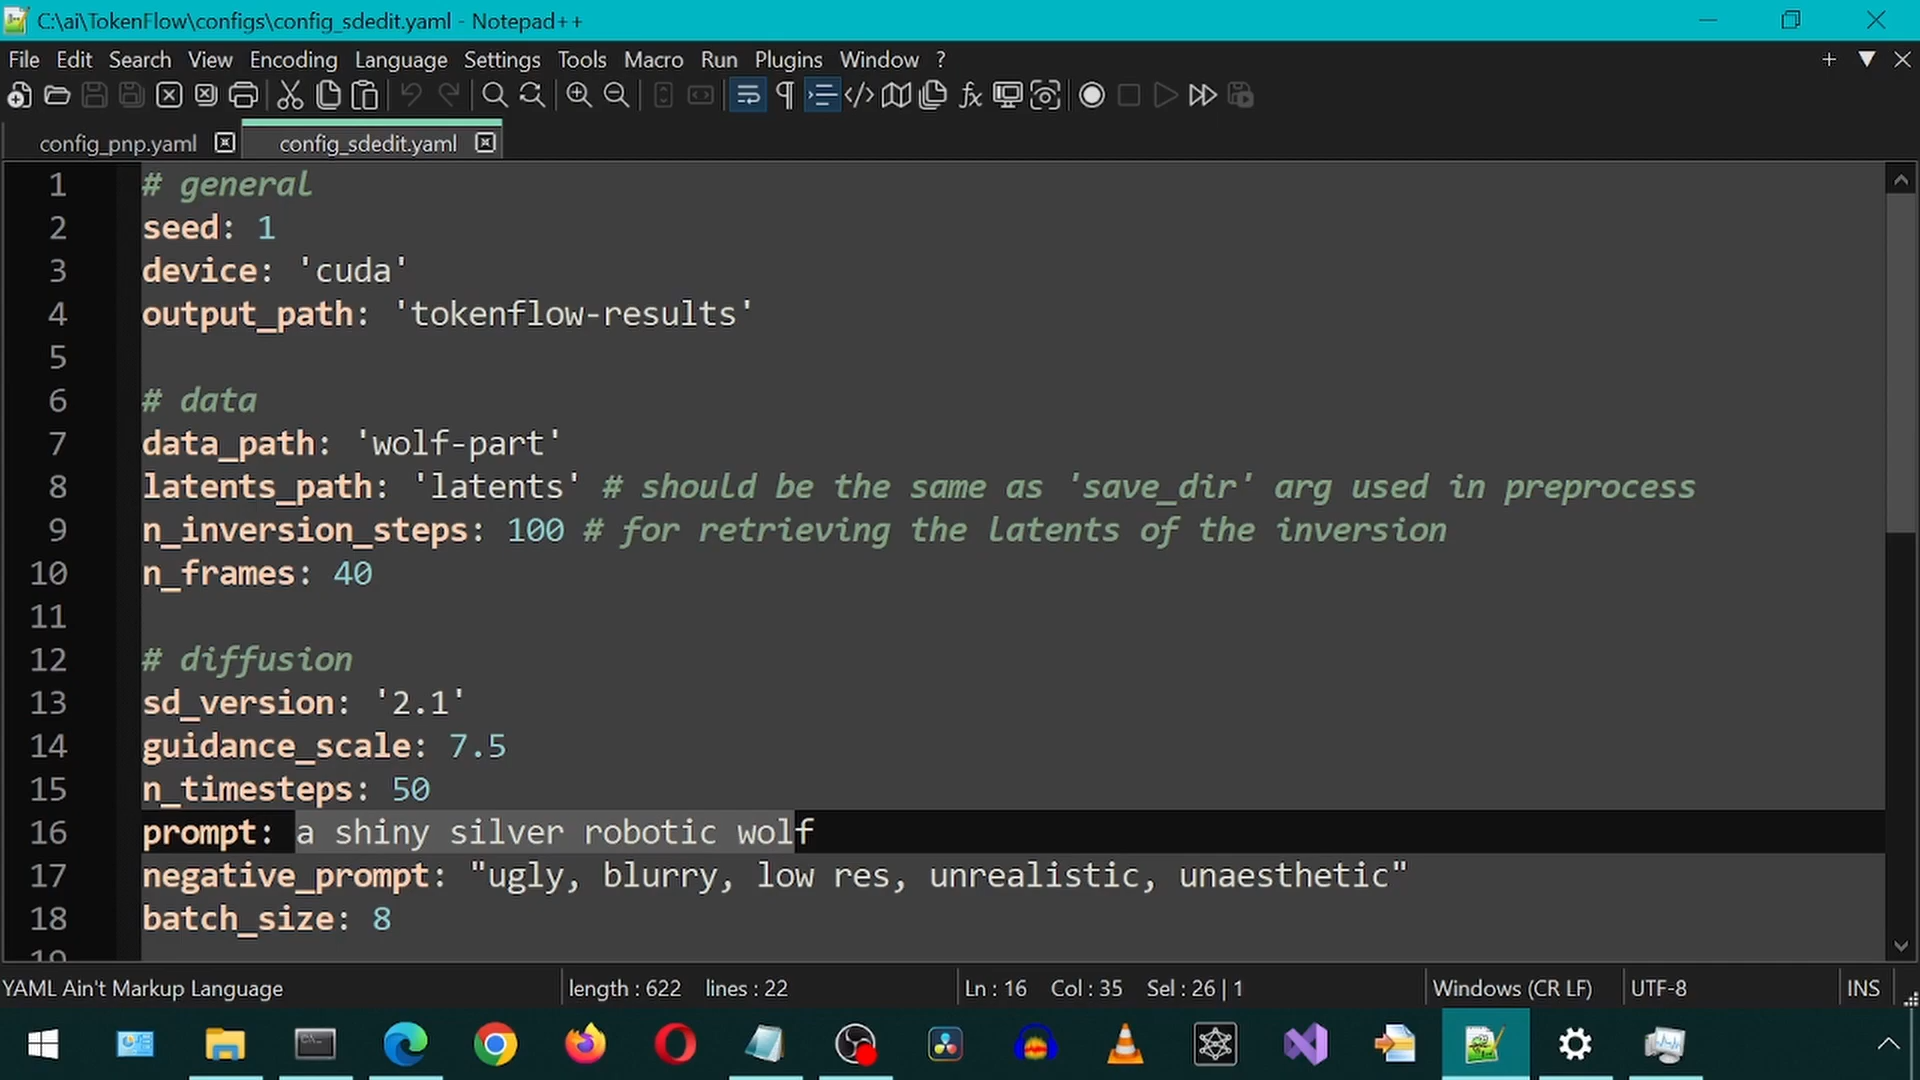 C:\ai\TokenFlow\configs\config_sdedit.yaml - Notepad++
File Edit Search View Encoding Language Settings Tools Macro Run Plugins Window ?
config_pnp.yaml config_sdedit.yaml
1 # general
2 seed: 1
3 device: 'cuda'
4 output_path: 'tokenflow-results'
5
6 # data
7 data_path: 'wolf-part'
8 latents_path: 'latents' # should be the same as 'save_dir' arg used in preprocess
9 n_inversion_steps: 100 # for retrieving the latents of the inversion
10 n_frames: 40
11
12 # diffusion
13 sd_version: '2.1'
14 guidance_scale: 7.5
15 n_timesteps: 50
16 prompt: a shiny silver robotic wolf
17 negative_prompt: "ugly, blurry, low res, unrealistic, unaesthetic"
18 batch_size: 8
19
YAML Ain't Markup Language length : 622 lines : 22 Ln : 16 Col : 35 Sel : 26 | 1 Windows (CR LF) UTF-8 INS